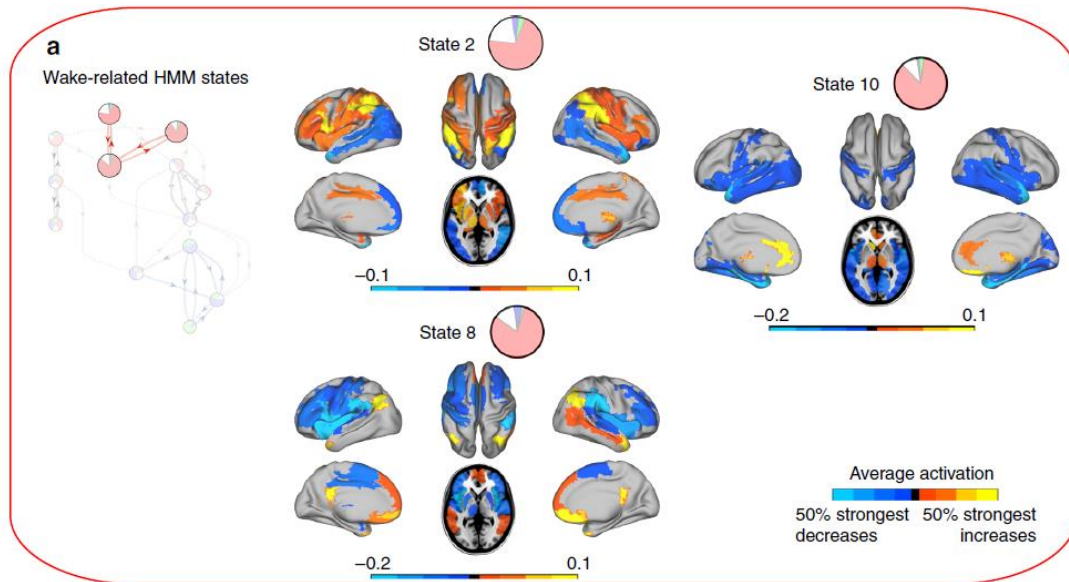 a
Wake-related HMM states
State 2
State 10
−0.1 0.1
−0.2 0.1
State 8
Average activation
50% strongest decreases
50% strongest increases
−0.2 0.1